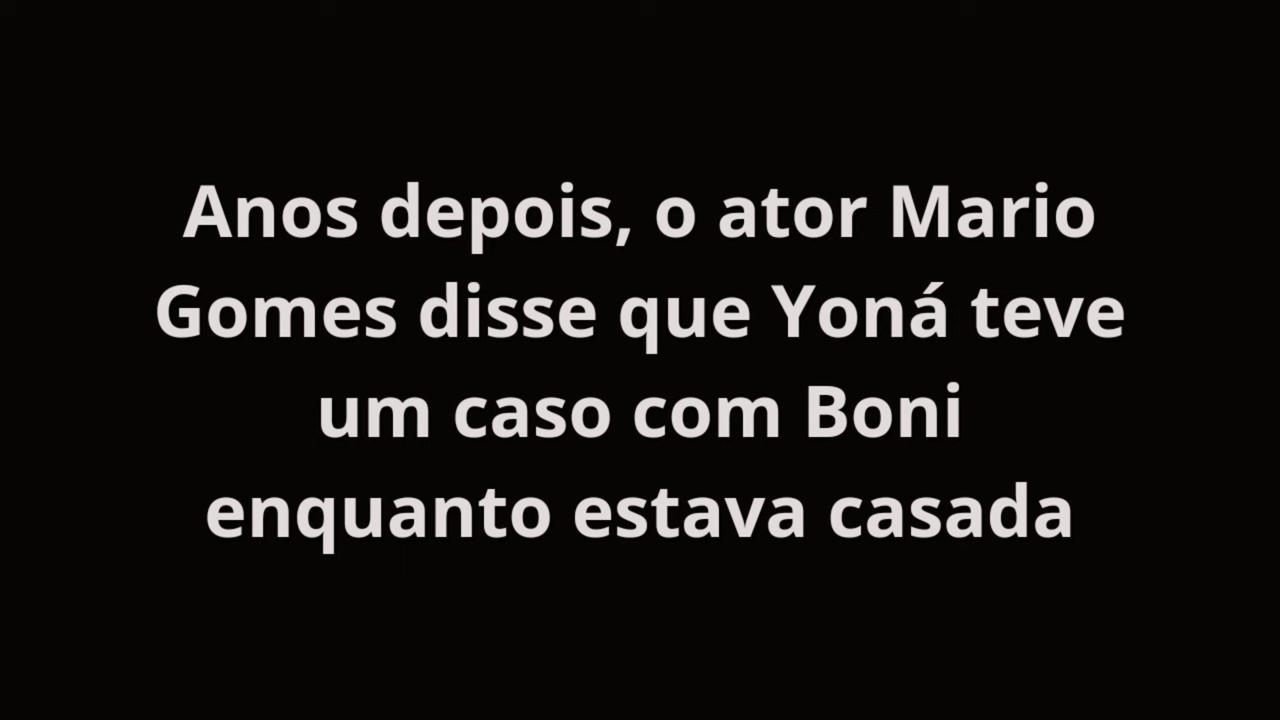 Anos depois, o ator Mario
Gomes disse que Yoná teve
um caso com Boni
enquanto estava casada